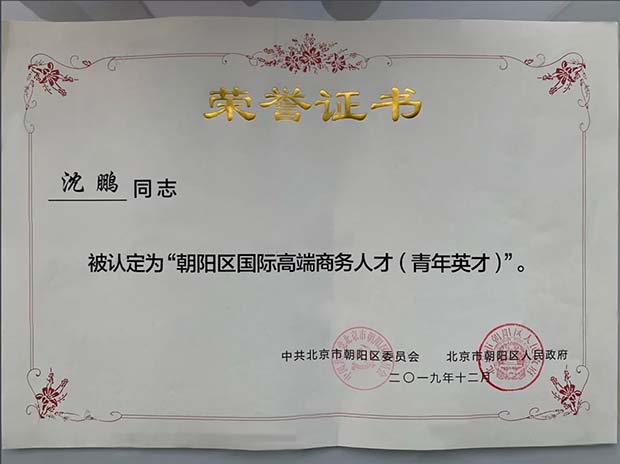 荣誉证书
沈鹏 同志
被认定为“朝阳区国际高端商务人才（青年英才）”。
中共北京市朝阳区委员会 北京市朝阳区人民政府
二〇一九年十二月